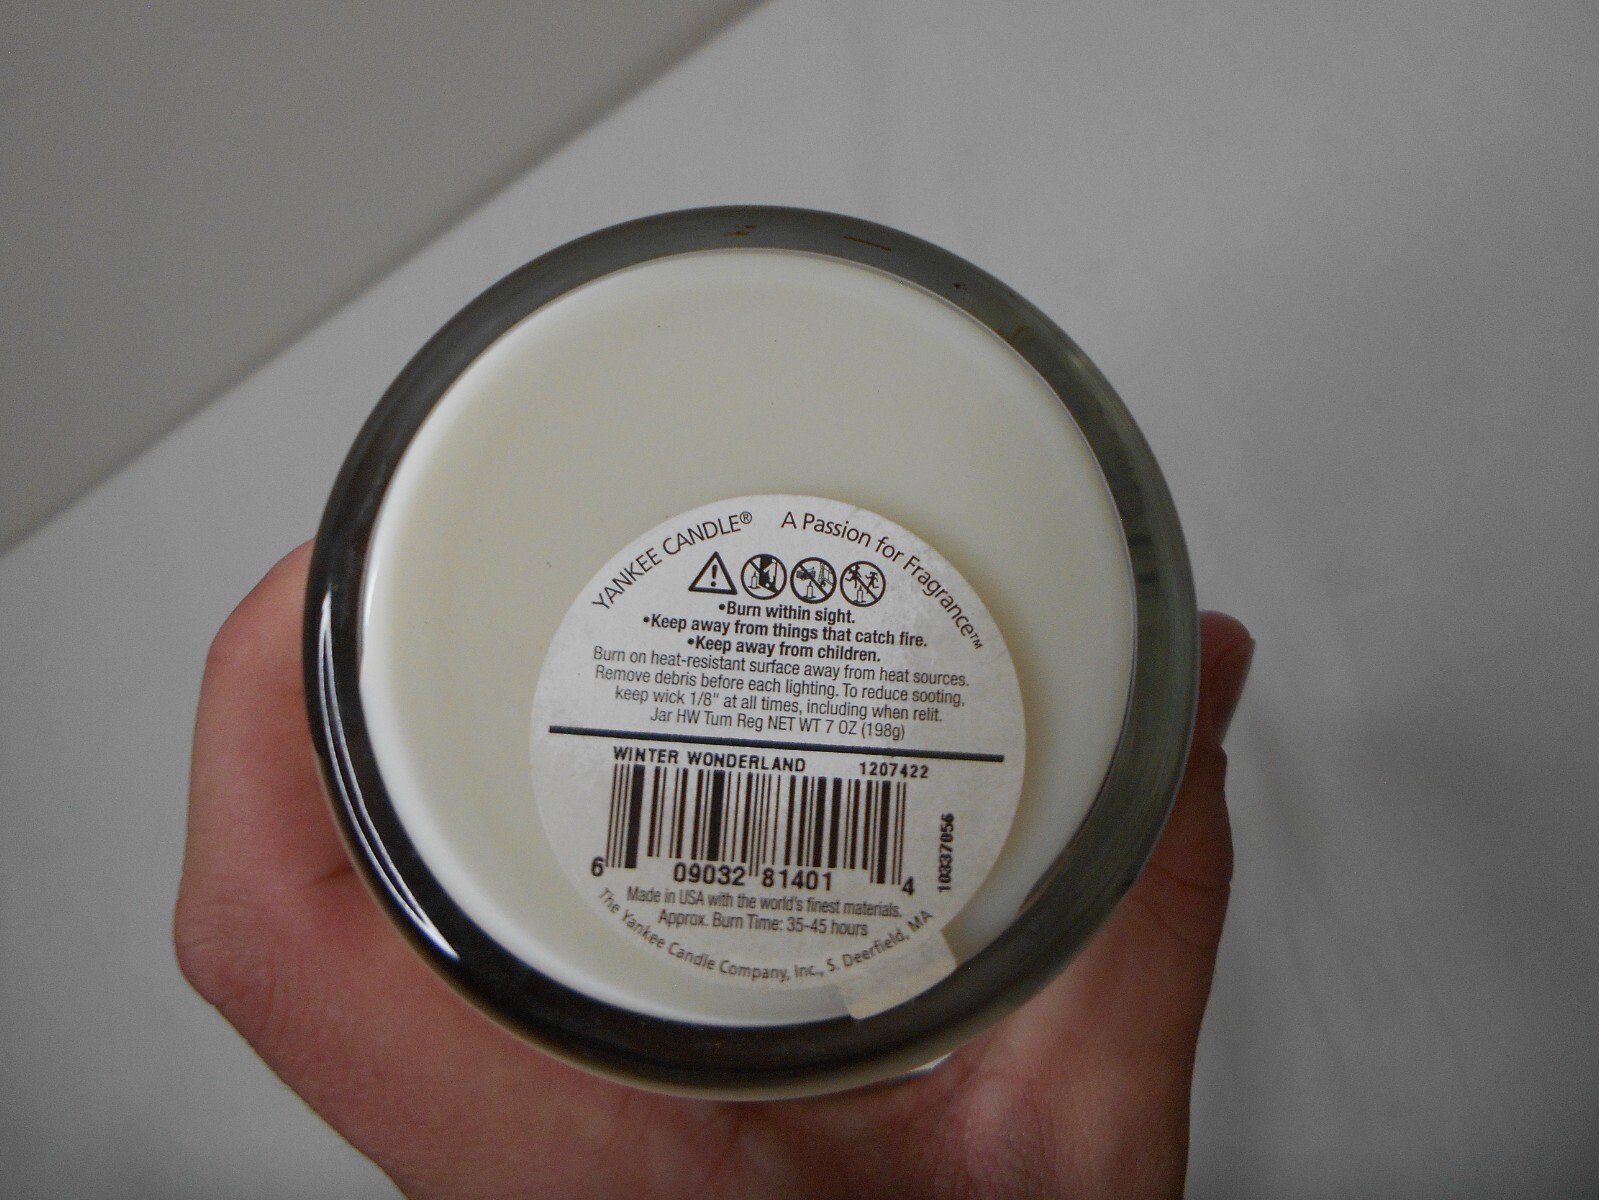 YANKEE CANDLE® A Passion for Fragrance™
•Burn within sight.
•Keep away from things that catch fire.
•Keep away from children.
Burn on heat-resistant surface away from heat sources.
Remove debris before each lighting. To reduce sooting,
keep wick 1/8" at all times, including when relit.
Jar HW Tum Reg NET WT 7 OZ (198g)
WINTER WONDERLAND 1207422
6 09032 81401 4
10337056
Made in USA with the world's finest materials.
Approx. Burn Time: 35-45 hours
The Yankee Candle Company, Inc., S. Deerfield, MA